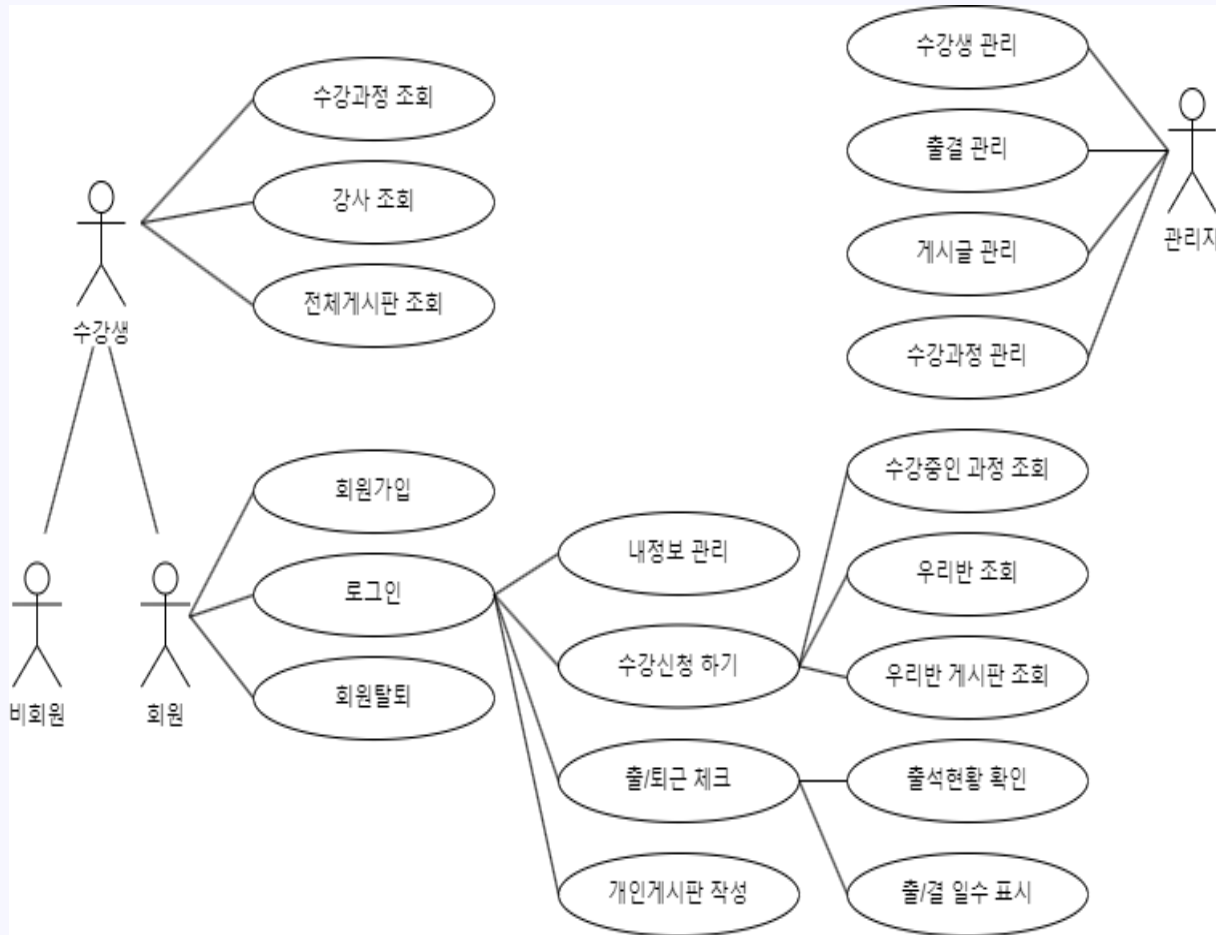 수강생 관리
수강과정 조회
출결 관리
강사 조회
관리자
게시글 관리
전체게시판 조회
수강생
수강과정 관리
수강중인 과정 조회
회원가입
내정보 관리
우리반 조회
로그인
수강신청 하기
우리반 게시판 조회
회원탈퇴
비회원
회원
출/퇴근 체크
출석현황 확인
개인게시판 작성
출/결 일수 표시